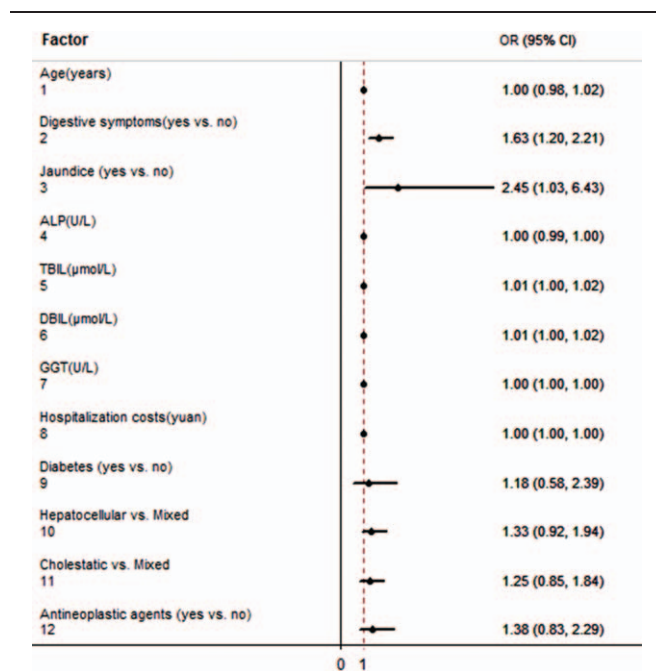 Factor OR (95% CI)
Age(years)
1 1.00 (0.98, 1.02)
Digestive symptoms(yes vs. no)
2 1.63 (1.20, 2.21)
Jaundice (yes vs. no)
3 2.45 (1.03, 6.43)
ALP(U/L)
4 1.00 (0.99, 1.00)
TBIL(μmol/L)
5 1.01 (1.00, 1.02)
DBIL(μmol/L)
6 1.01 (1.00, 1.02)
GGT(U/L)
7 1.00 (1.00, 1.00)
Hospitalization costs(yuan)
8 1.00 (1.00, 1.00)
Diabetes (yes vs. no)
9 1.18 (0.58, 2.39)
Hepatocellular vs. Mixed
10 1.33 (0.92, 1.94)
Cholestatic vs. Mixed
11 1.25 (0.85, 1.84)
Antineoplastic agents (yes vs. no)
12 1.38 (0.83, 2.29)
0 1